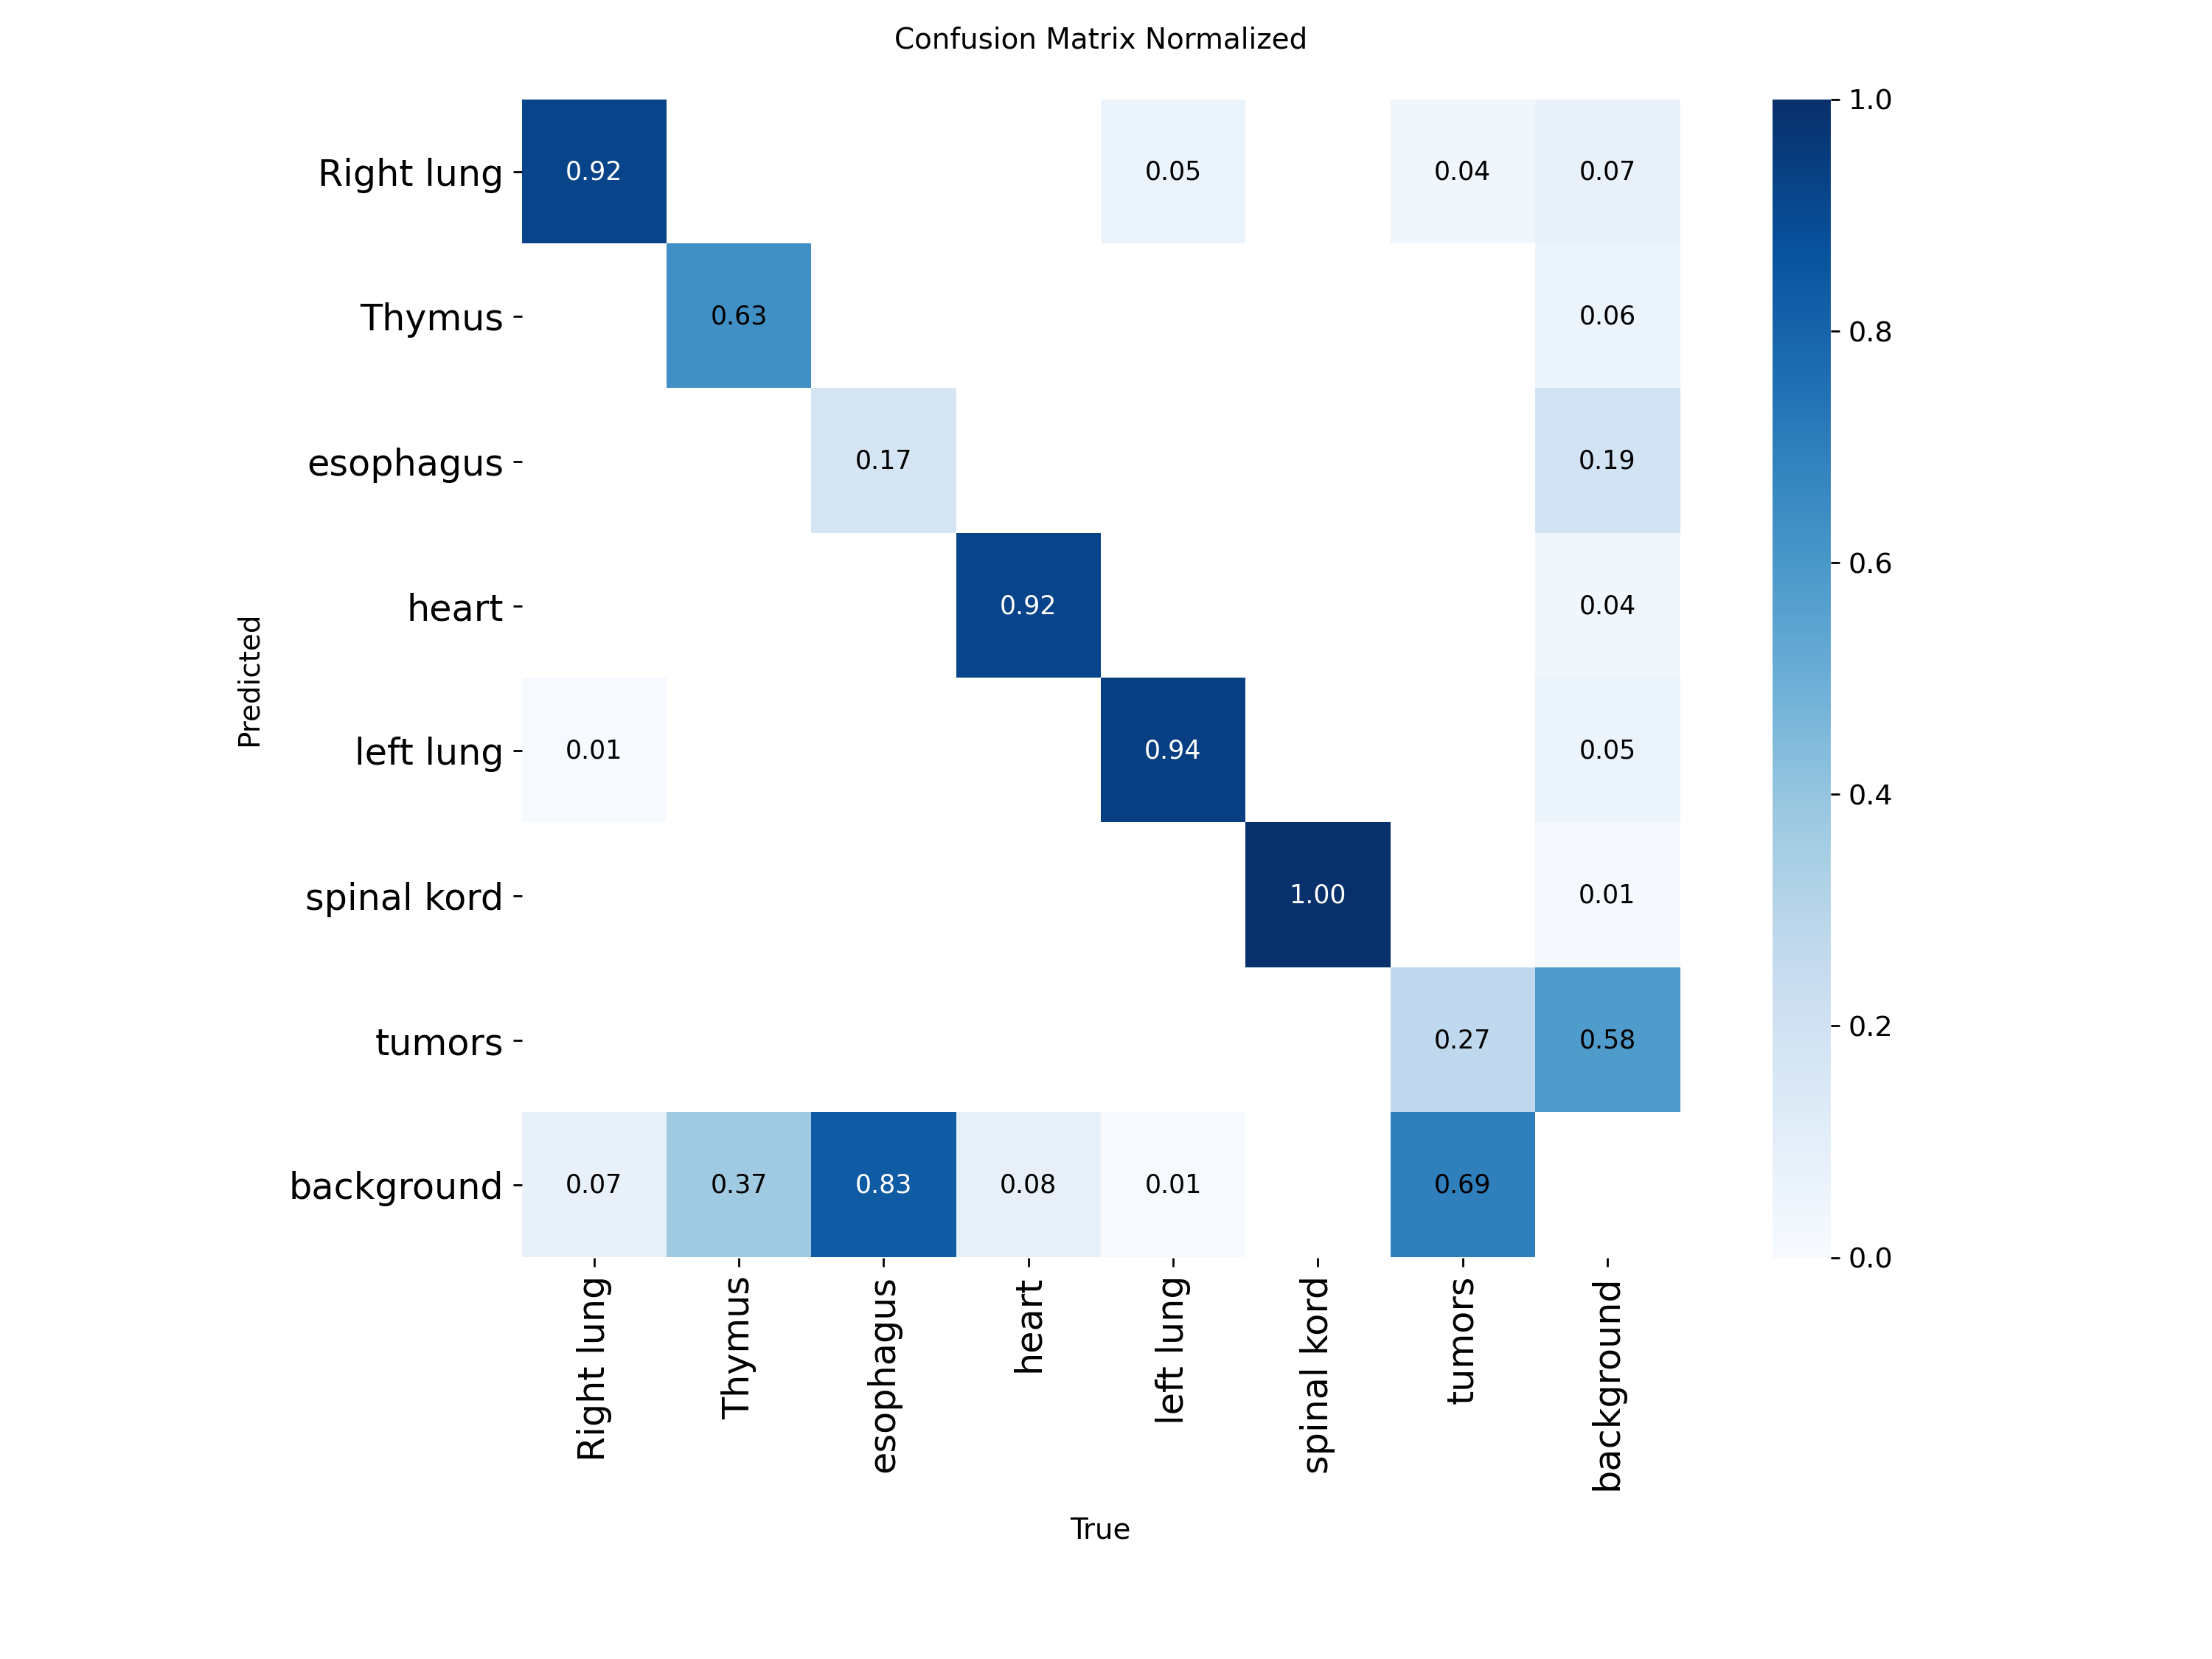 Confusion Matrix Normalized
Right lung 0.92 0.05 0.04 0.07
Thymus 0.63 0.06
esophagus 0.17 0.19
heart 0.92 0.04
left lung 0.01 0.94 0.05
spinal kord 1.00 0.01
tumors 0.27 0.58
background 0.07 0.37 0.83 0.08 0.01 0.69
Predicted
Right lung
Thymus
esophagus
heart
left lung
spinal kord
tumors
background
True
1.0
0.8
0.6
0.4
0.2
0.0